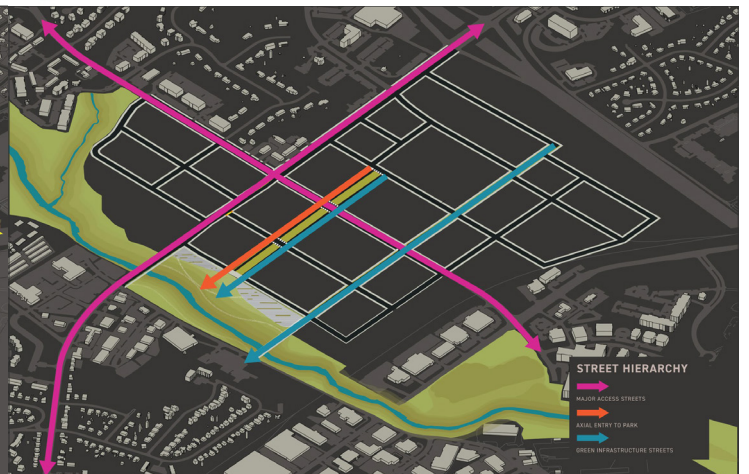 STREET HIERARCHY
MAJOR ACCESS STREETS
AXIAL ENTRY TO PARK
GREEN INFRASTRUCTURE STREETS